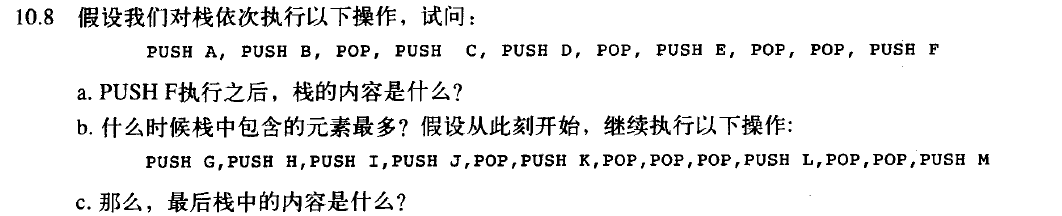 10.8 假设我们对栈依次执行以下操作，试问：
PUSH A, PUSH B, POP, PUSH C, PUSH D, POP, PUSH E, POP, POP, PUSH F
a. PUSH F执行之后，栈的内容是什么？
b. 什么时候栈中包含的元素最多？假设从此刻开始，继续执行以下操作：
PUSH G,PUSH H,PUSH I,PUSH J,POP,PUSH K,POP,POP,POP,PUSH L,POP,POP,PUSH M
c. 那么，最后栈中的内容是什么？